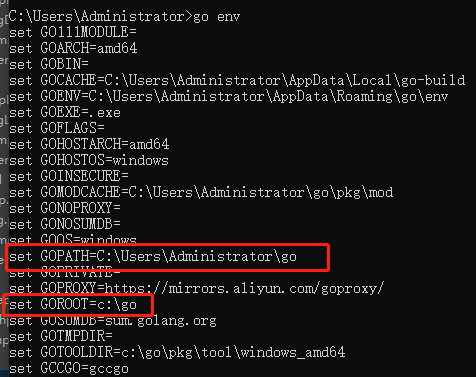 C:\Users\Administrator>go env
set GO111MODULE=
set GOARCH=amd64
set GOBIN=
set GOCACHE=C:\Users\Administrator\AppData\Local\go-build
set GOENV=C:\Users\Administrator\AppData\Roaming\go\env
set GOEXE=.exe
set GOFLAGS=
set GOHOSTARCH=amd64
set GOHOSTOS=windows
set GOINSECURE=
set GOMODCACHE=C:\Users\Administrator\go\pkg\mod
set GONOPROXY=
set GONOSUMDB=
set GOOS=windows
set GOPATH=C:\Users\Administrator\go
set GOPRIVATE=
set GOPROXY=https://mirrors.aliyun.com/goproxy/
set GOROOT=c:\go
set GOSUMDB=sum.golang.org
set GOTMPDIR=
set GOTOOLDIR=c:\go\pkg\tool\windows_amd64
set GCCGO=gccgo